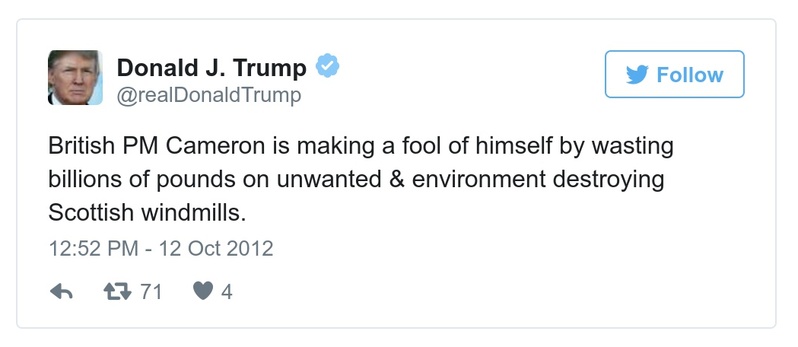 Donald J. Trump
@realDonaldTrump
Follow
British PM Cameron is making a fool of himself by wasting
billions of pounds on unwanted & environment destroying
Scottish windmills.
12:52 PM - 12 Oct 2012
71 4